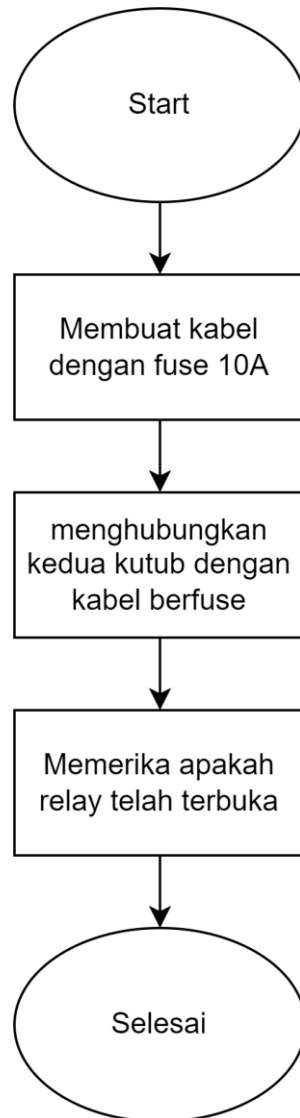 Start
Membuat kabel
dengan fuse 10A
menghubungkan
kedua kutub dengan
kabel berfuse
Memerika apakah
relay telah terbuka
Selesai